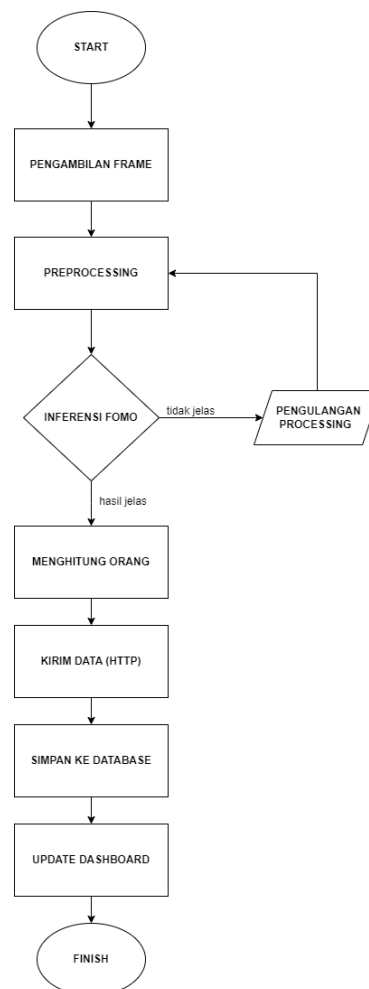 START
PENGAMBILAN FRAME
PREPROCESSING
INFERENSI FOMO
tidak jelas
PENGULANGAN
PROCESSING
hasil jelas
MENGHITUNG ORANG
KIRIM DATA (HTTP)
SIMPAN KE DATABASE
UPDATE DASHBOARD
FINISH